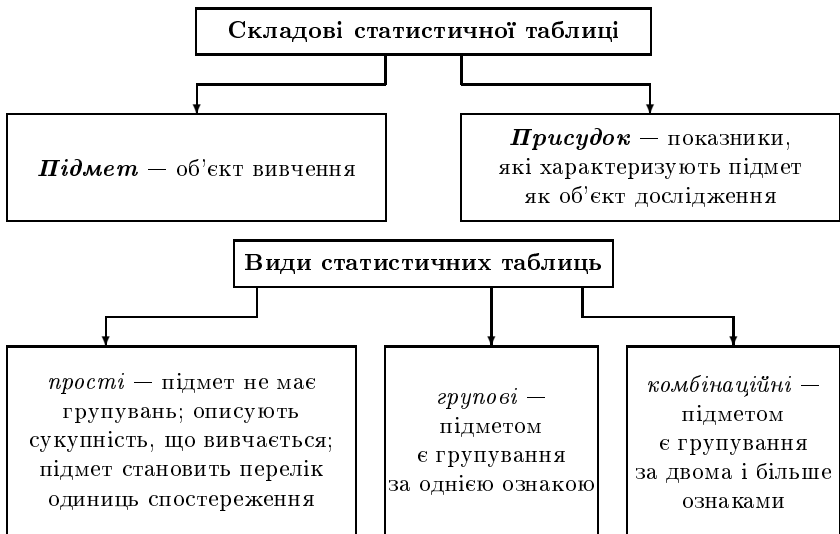 Складові статистичної таблиці
Підмет — об'єкт вивчення
Присудок — показники,
які характеризують підмет
як об'єкт дослідження
Види статистичних таблиць
прості — підмет не має
групувань; описують
сукупність, що вивчається;
підмет становить перелік
одиниць спостереження
групові —
підметом
є групування
за однією ознакою
комбінаційні —
підметом
є групування
за двома і більше
ознаками